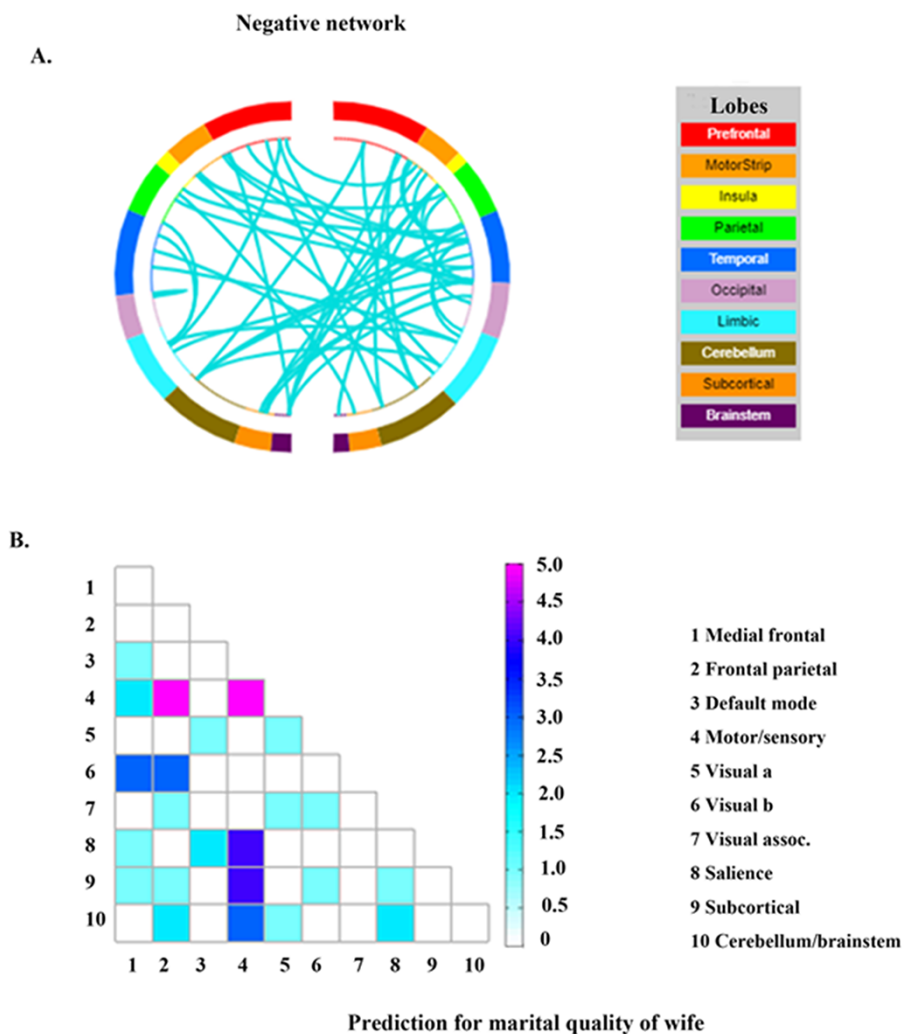 Negative network
A.
Lobes
Prefrontal
MotorStrip
Insula
Parietal
Temporal
Occipital
Limbic
Cerebellum
Subcortical
Brainstem
B.
1
2
3
4
5
6
7
8
9
10
1 2 3 4 5 6 7 8 9 10
5.0
4.5
4.0
3.5
3.0
2.5
2.0
1.5
1.0
0.5
0
1 Medial frontal
2 Frontal parietal
3 Default mode
4 Motor/sensory
5 Visual a
6 Visual b
7 Visual assoc.
8 Salience
9 Subcortical
10 Cerebellum/brainstem
Prediction for marital quality of wife